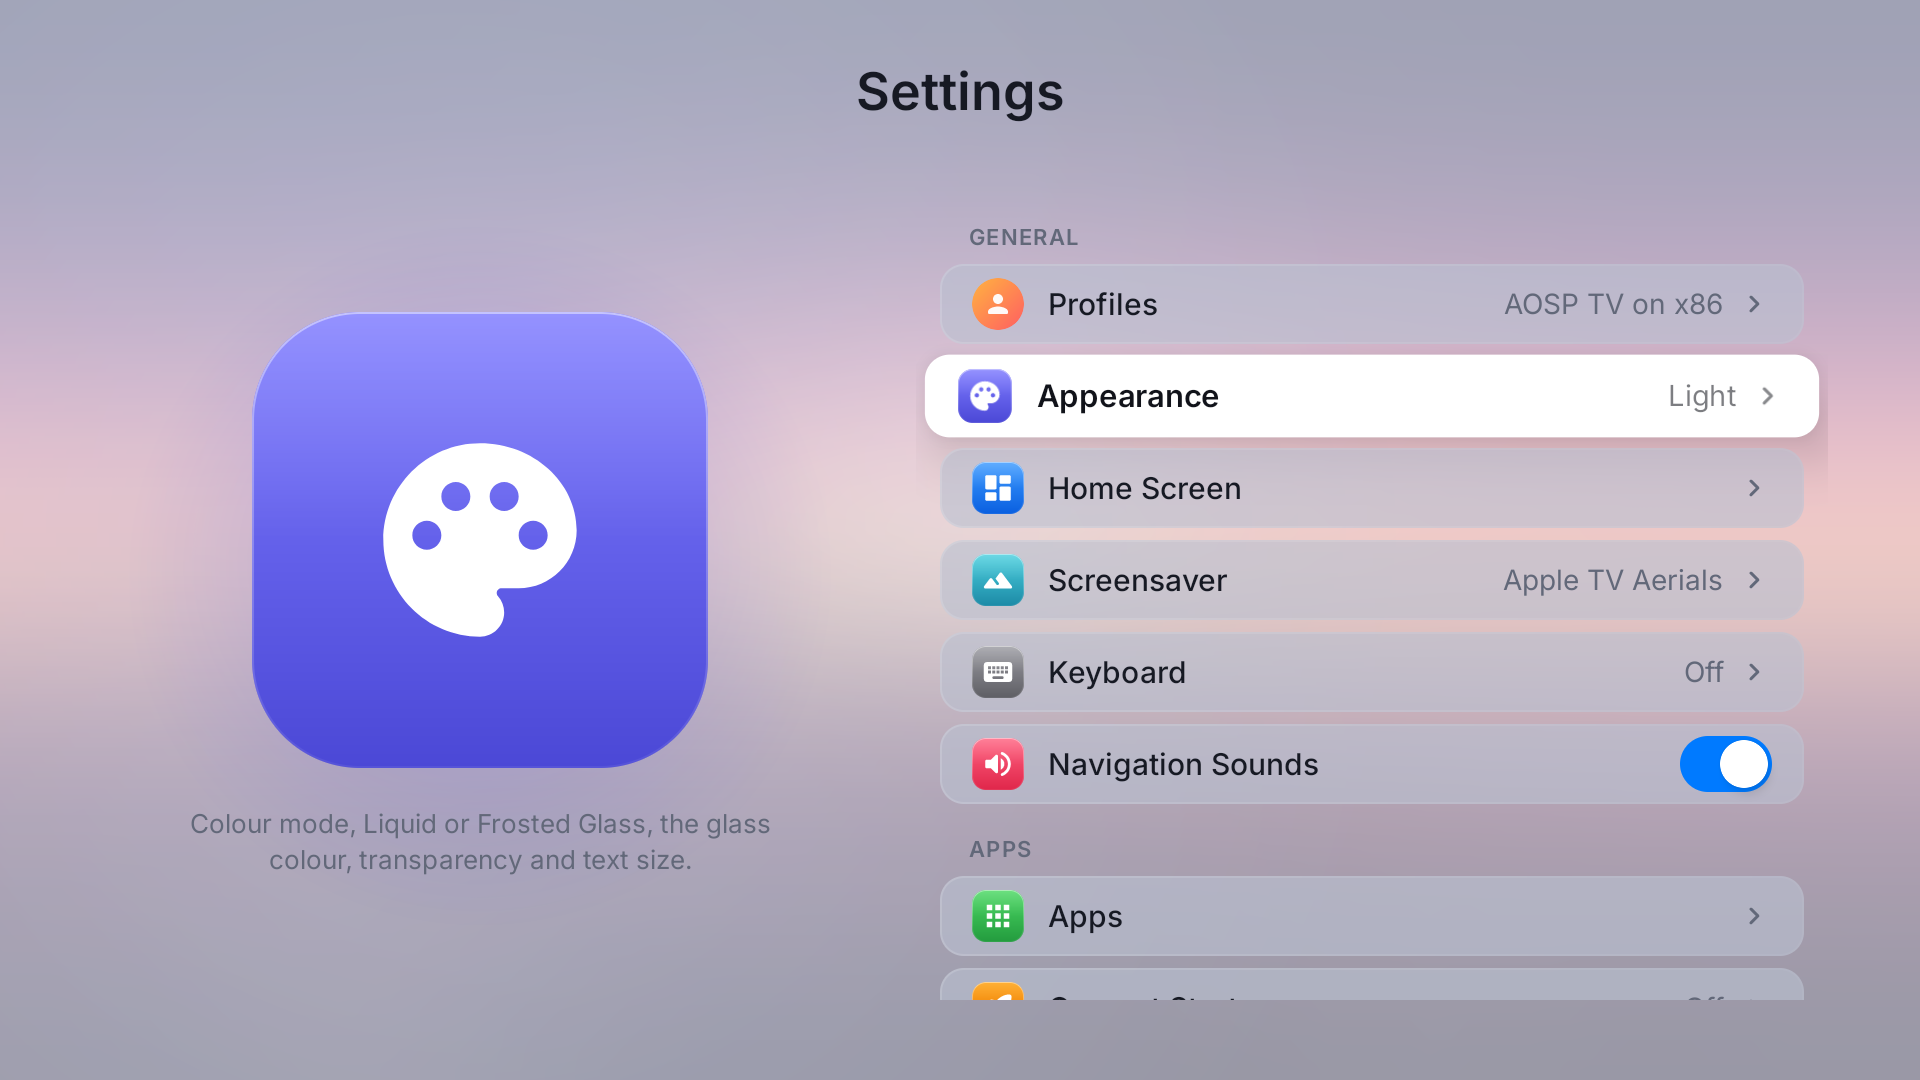 Settings
GENERAL
Profiles AOSP TV on x86
Appearance Light
Home Screen
Screensaver Apple TV Aerials
Keyboard Off
Navigation Sounds
APPS
Apps
Colour mode, Liquid or Frosted Glass, the glass
colour, transparency and text size.